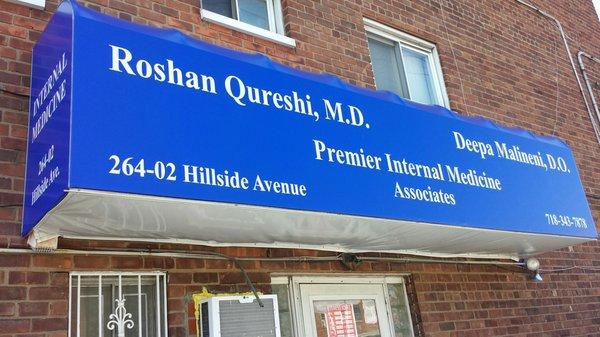 INTERNAL
MEDICINE
264-02
Hillside Ave.
Roshan Qureshi, M.D.
Deepa Malineni, D.O.
Premier Internal Medicine
Associates
264-02 Hillside Avenue
718-343-7878
LG